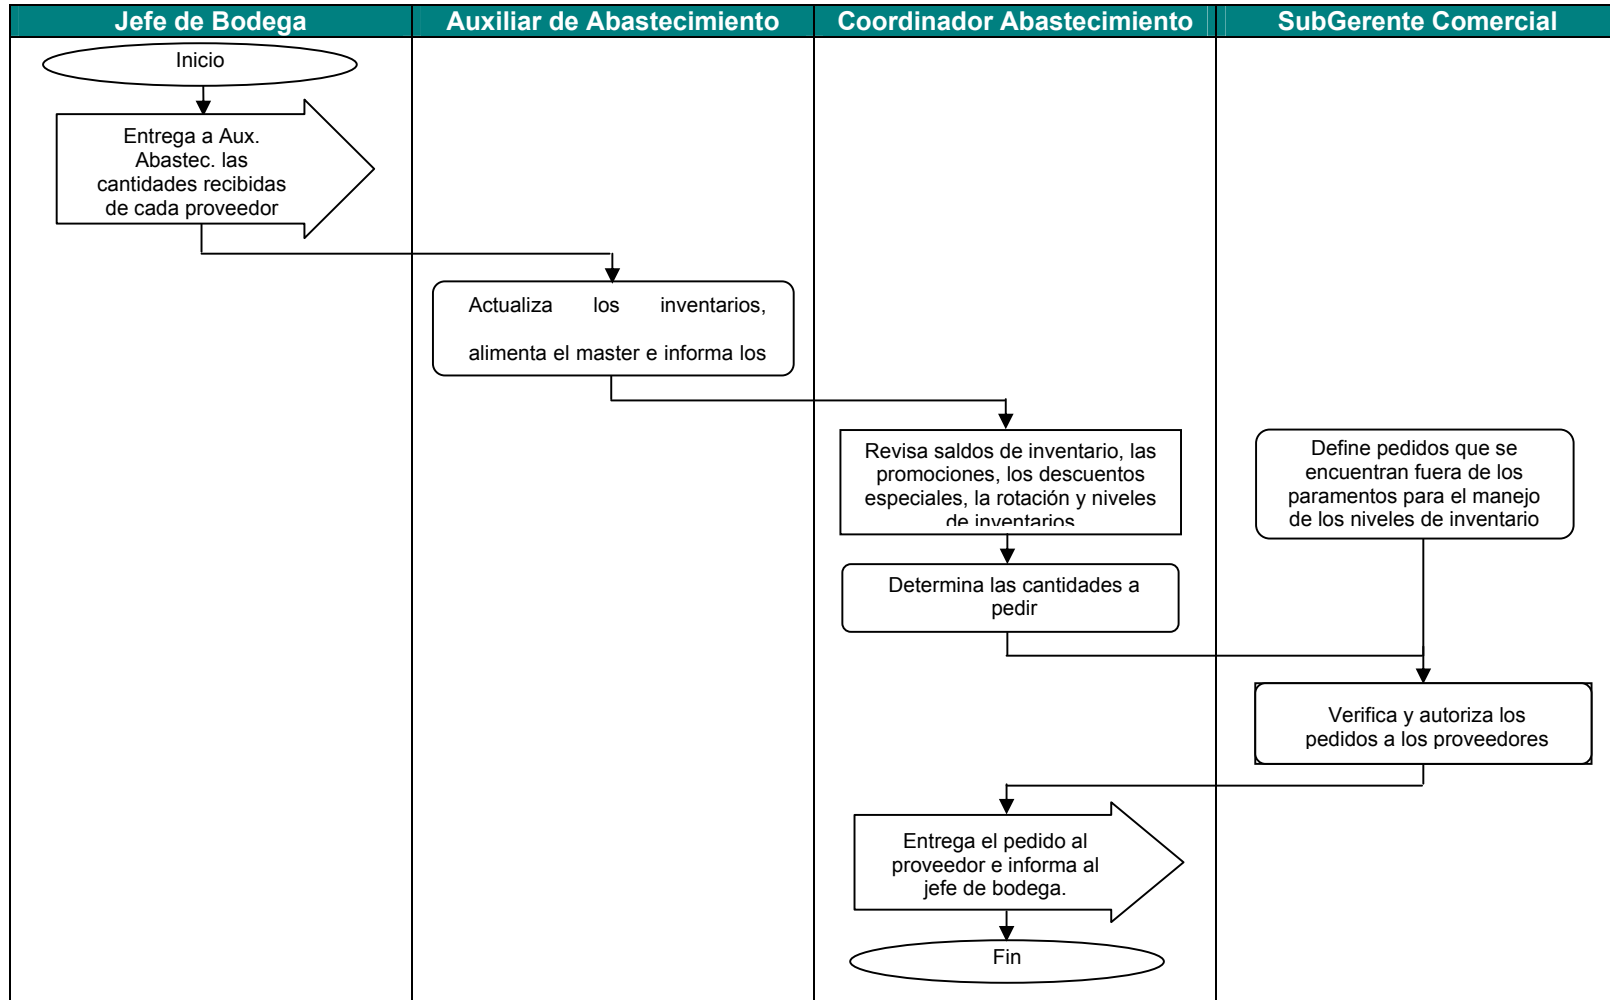 Jefe de Bodega
Auxiliar de Abastecimiento
Coordinador Abastecimiento
SubGerente Comercial
Inicio
Entrega a Aux.
Abastec. las
cantidades recibidas
de cada proveedor
Actualiza los inventarios,
alimenta el master e informa los
Revisa saldos de inventario, las
promociones, los descuentos
especiales, la rotación y niveles
de inventarios
Define pedidos que se
encuentran fuera de los
paramentos para el manejo
de los niveles de inventario
Determina las cantidades a
pedir
Verifica y autoriza los
pedidos a los proveedores
Entrega el pedido al
proveedor e informa al
jefe de bodega.
Fin